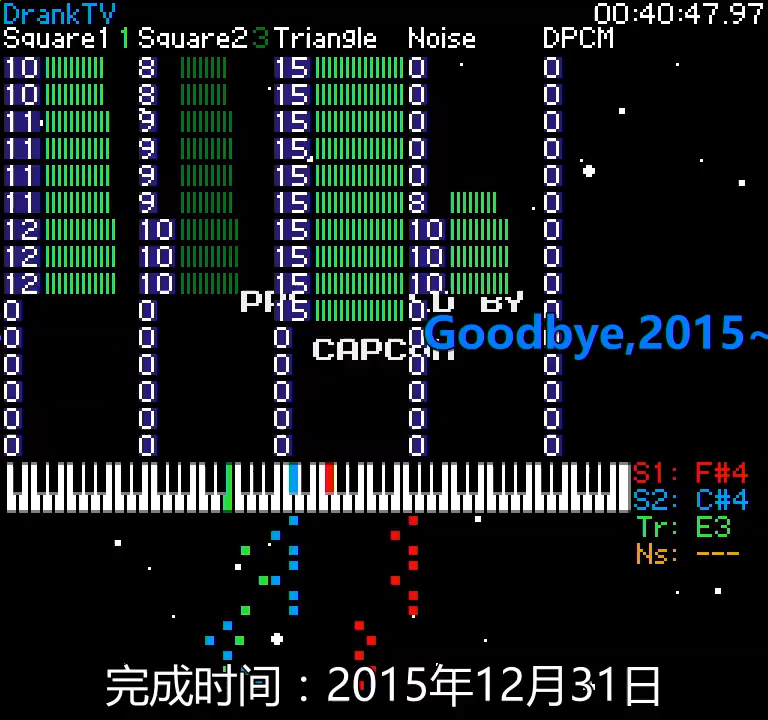 DrankTV 00:40:47.97
Square1 1 Square2 3 Triangle Noise DPCM
10 8 15 0 0
10 8 15 0 0
11 9 15 0 0
11 9 15 0 0
11 9 15 0 0
11 9 15 8 0
12 10 15 10 0
12 10 15 10 0
12 10 15 10 0
0 0 15 0 0
BY
Goodbye,2015~
0 0 0 0 0
CAPCOM
0 0 0 0 0
0 0 0 0 0
0 0 0 0 0
0 0 0 0 0
S1: F#4
S2: C#4
Tr: E3
Ns: ---
完成时间：2015年12月31日